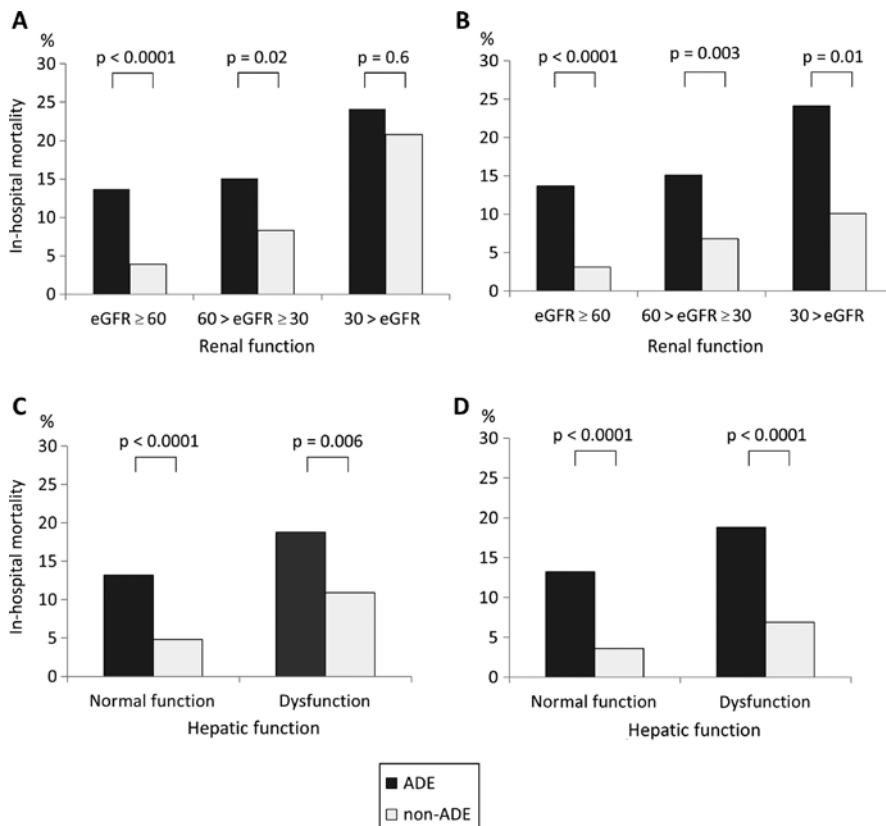 A
%
p < 0.0001 p = 0.02 p = 0.6
30
25
20
15
10
5
0
In-hospital mortality
eGFR ≥ 60 60 > eGFR ≥ 30 30 > eGFR
Renal function
B
%
p < 0.0001 p = 0.003 p = 0.01
30
25
20
15
10
5
0
eGFR ≥ 60 60 > eGFR ≥ 30 30 > eGFR
Renal function
C
%
p < 0.0001 p = 0.006
30
25
20
15
10
5
0
In-hospital mortality
Normal function Dysfunction
Hepatic function
D
%
p < 0.0001 p < 0.0001
30
25
20
15
10
5
0
Normal function Dysfunction
Hepatic function
ADE
non-ADE